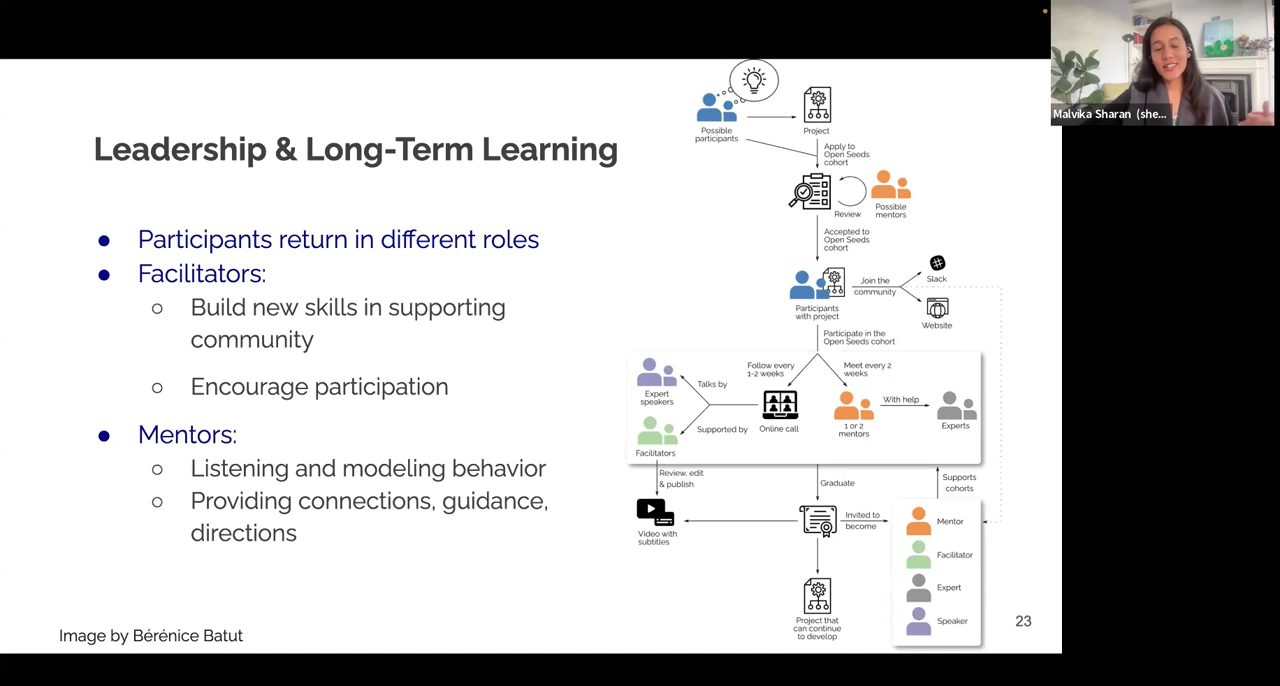 Malvika Sharan (she...
Leadership & Long-Term Learning
● Participants return in different roles
● Facilitators:
○ Build new skills in supporting
community
○ Encourage participation
● Mentors:
○ Listening and modeling behavior
○ Providing connections, guidance,
directions
Image by Bérénice Batut
Possible
participants
Project
Apply to
Open Seeds
cohort
Review
Possible
mentors
Accepted to
Open Seeds
cohort
Participants
with project
Join the
community
Slack
Website
Participate in the
Open Seeds cohort
Follow every
1-2 weeks
Meet every 2
weeks
Expert
speakers
Talks by
Supported by
Online call
Facilitators
1 or 2
mentors
With help
Experts
Review, edit
& publish
Graduate
Supports
cohorts
Video with
subtitles
Invited to
become
Mentor
Facilitator
Expert
Speaker
Project that
can continue
to develop
23